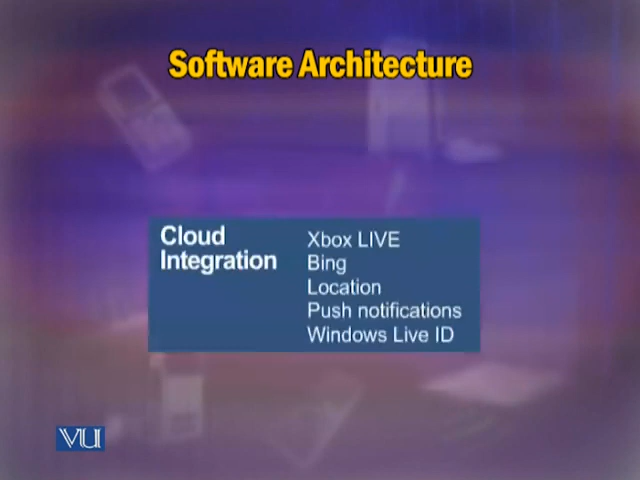 Software Architecture
Cloud
Integration
Xbox LIVE
Bing
Location
Push notifications
Windows Live ID
VU